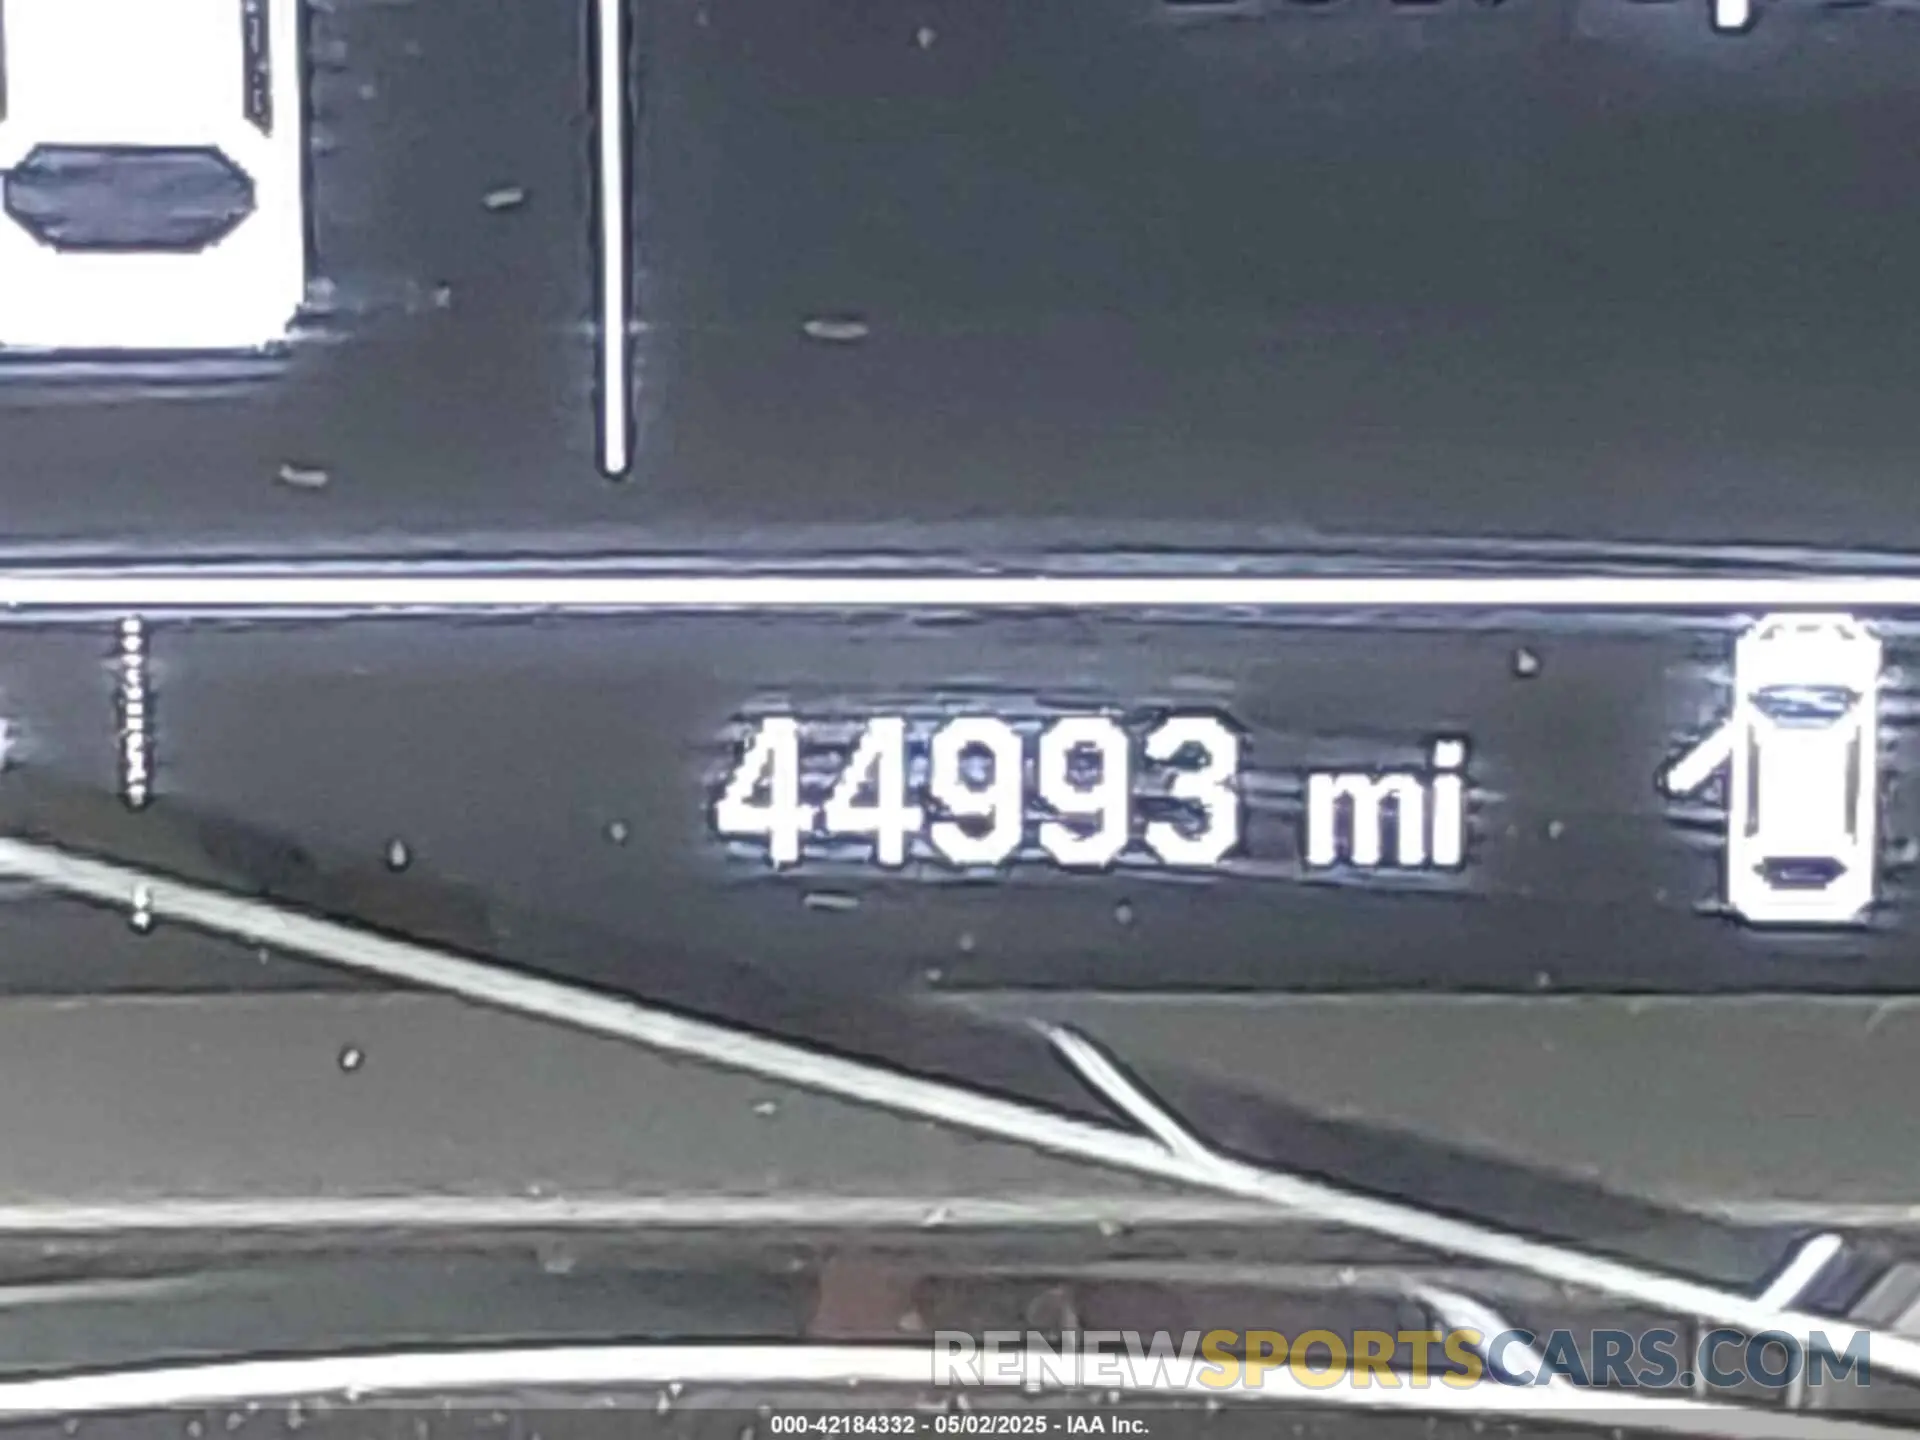 44993 mi
RENEWSPORTSCARS.COM
000-42184332 - 05/02/2025 - IAA Inc.